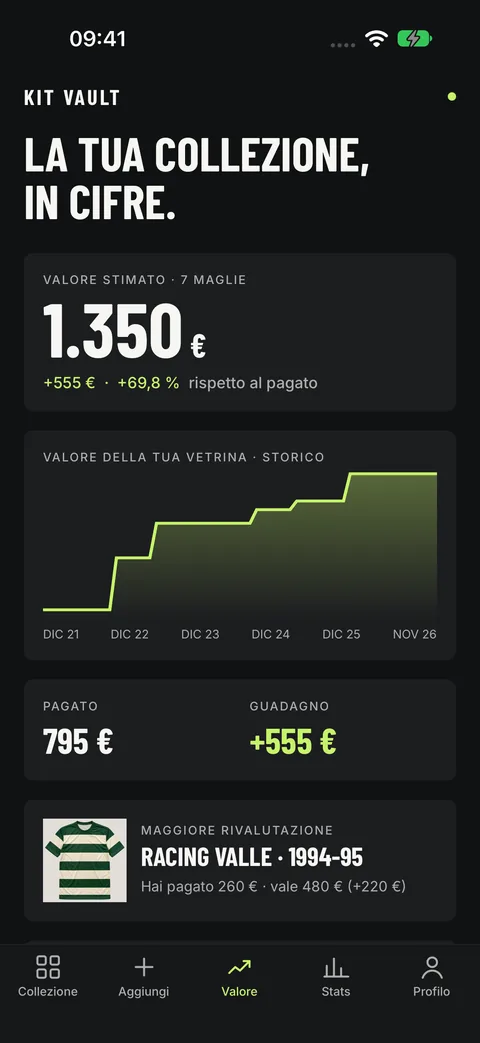 09:41
KIT VAULT
LA TUA COLLEZIONE,
IN CIFRE.
VALORE STIMATO · 7 MAGLIE
1.350 €
+555 € · +69,8 % rispetto al pagato
VALORE DELLA TUA VETRINA · STORICO
DIC 21 DIC 22 DIC 23 DIC 24 DIC 25 NOV 26
PAGATO GUADAGNO
795 € +555 €
MAGGIORE RIVALUTAZIONE
RACING VALLE · 1994-95
Hai pagato 260 € · vale 480 € (+220 €)
Collezione Aggiungi Valore Stats Profilo